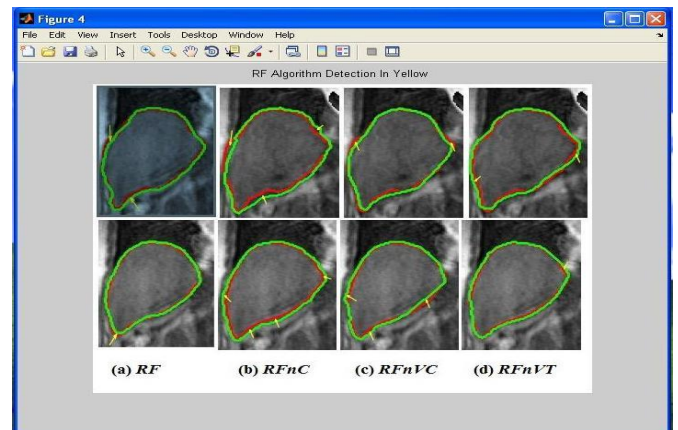 Figure 4
File Edit View Insert Tools Desktop Window Help
RF Algorithm Detection In Yellow
(a) RF (b) RFnC (c) RFnVC (d) RFnVT